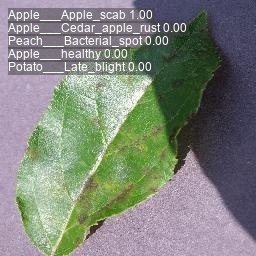 Apple___Apple_scab 1.00
Apple___Cedar_apple_rust 0.00
Peach___Bacterial_spot 0.00
Apple___healthy 0.00
Potato___Late_blight 0.00